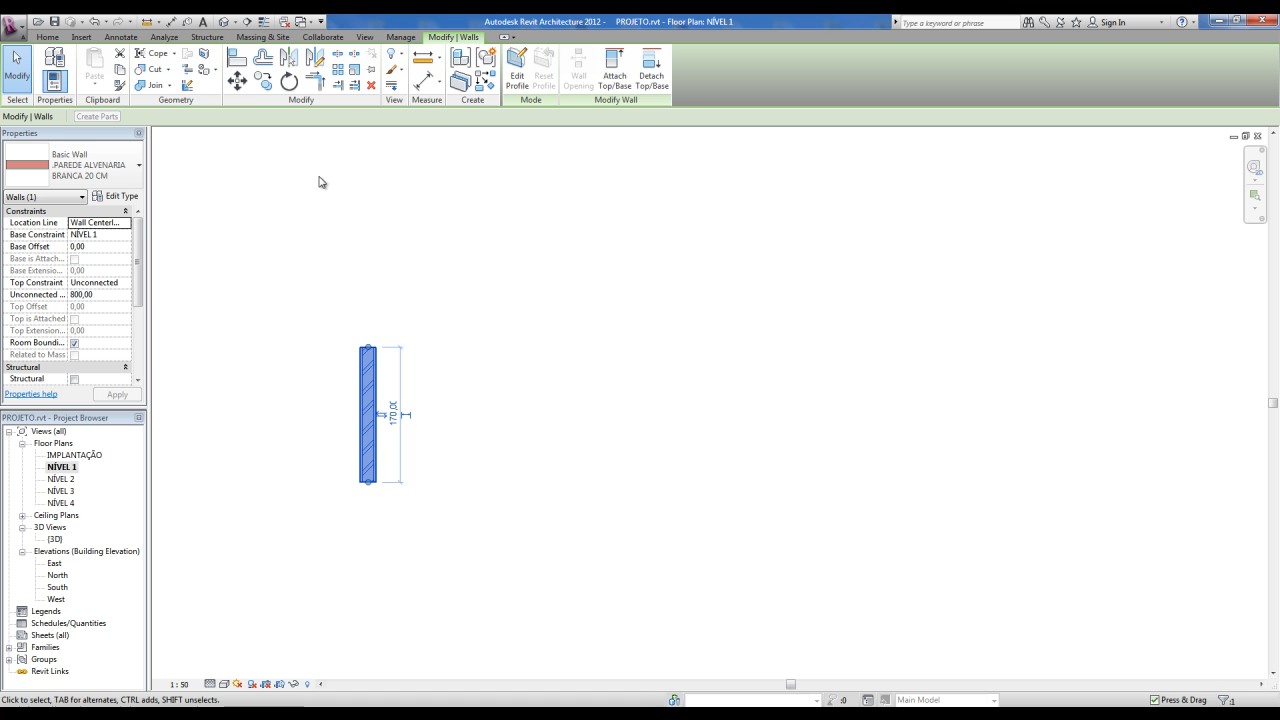 Autodesk Revit Architecture 2012 -    PROJETO.rvt - Floor Plan: NÍVEL 1
Type a keyword or phrase
Sign In
Home Insert Annotate Analyze Structure Massing & Site Collaborate View Manage Modify | Walls
Modify
Paste
Cope
Cut
Join
Edit Profile
Reset Profile
Wall Opening
Attach Top/Base
Detach Top/Base
Select Properties Clipboard Geometry Modify View Measure Create Mode Modify Wall
Modify | Walls Create Parts
Properties
Basic Wall
.PAREDE ALVENARIA
BRANCA 20 CM
Walls (1) Edit Type
Constraints
Location Line Wall Centerl...
Base Constraint NÍVEL 1
Base Offset 0,00
Base is Attach...
Base Extensio... 0,00
Top Constraint Unconnected
Unconnected ... 800,00
Top Offset 0,00
Top is Attached
Top Extension... 0,00
Room Boundi...
Related to Mass
Structural
Structural
Properties help Apply
170,00
PROJETO.rvt - Project Browser
Views (all)
Floor Plans
IMPLANTAÇÃO
NÍVEL 1
NÍVEL 2
NÍVEL 3
NÍVEL 4
Ceiling Plans
3D Views
{3D}
Elevations (Building Elevation)
East
North
South
West
Legends
Schedules/Quantities
Sheets (all)
Families
Groups
Revit Links
1 : 50
Click to select, TAB for alternates, CTRL adds, SHIFT unselects.
:0
Main Model
Press & Drag
:1